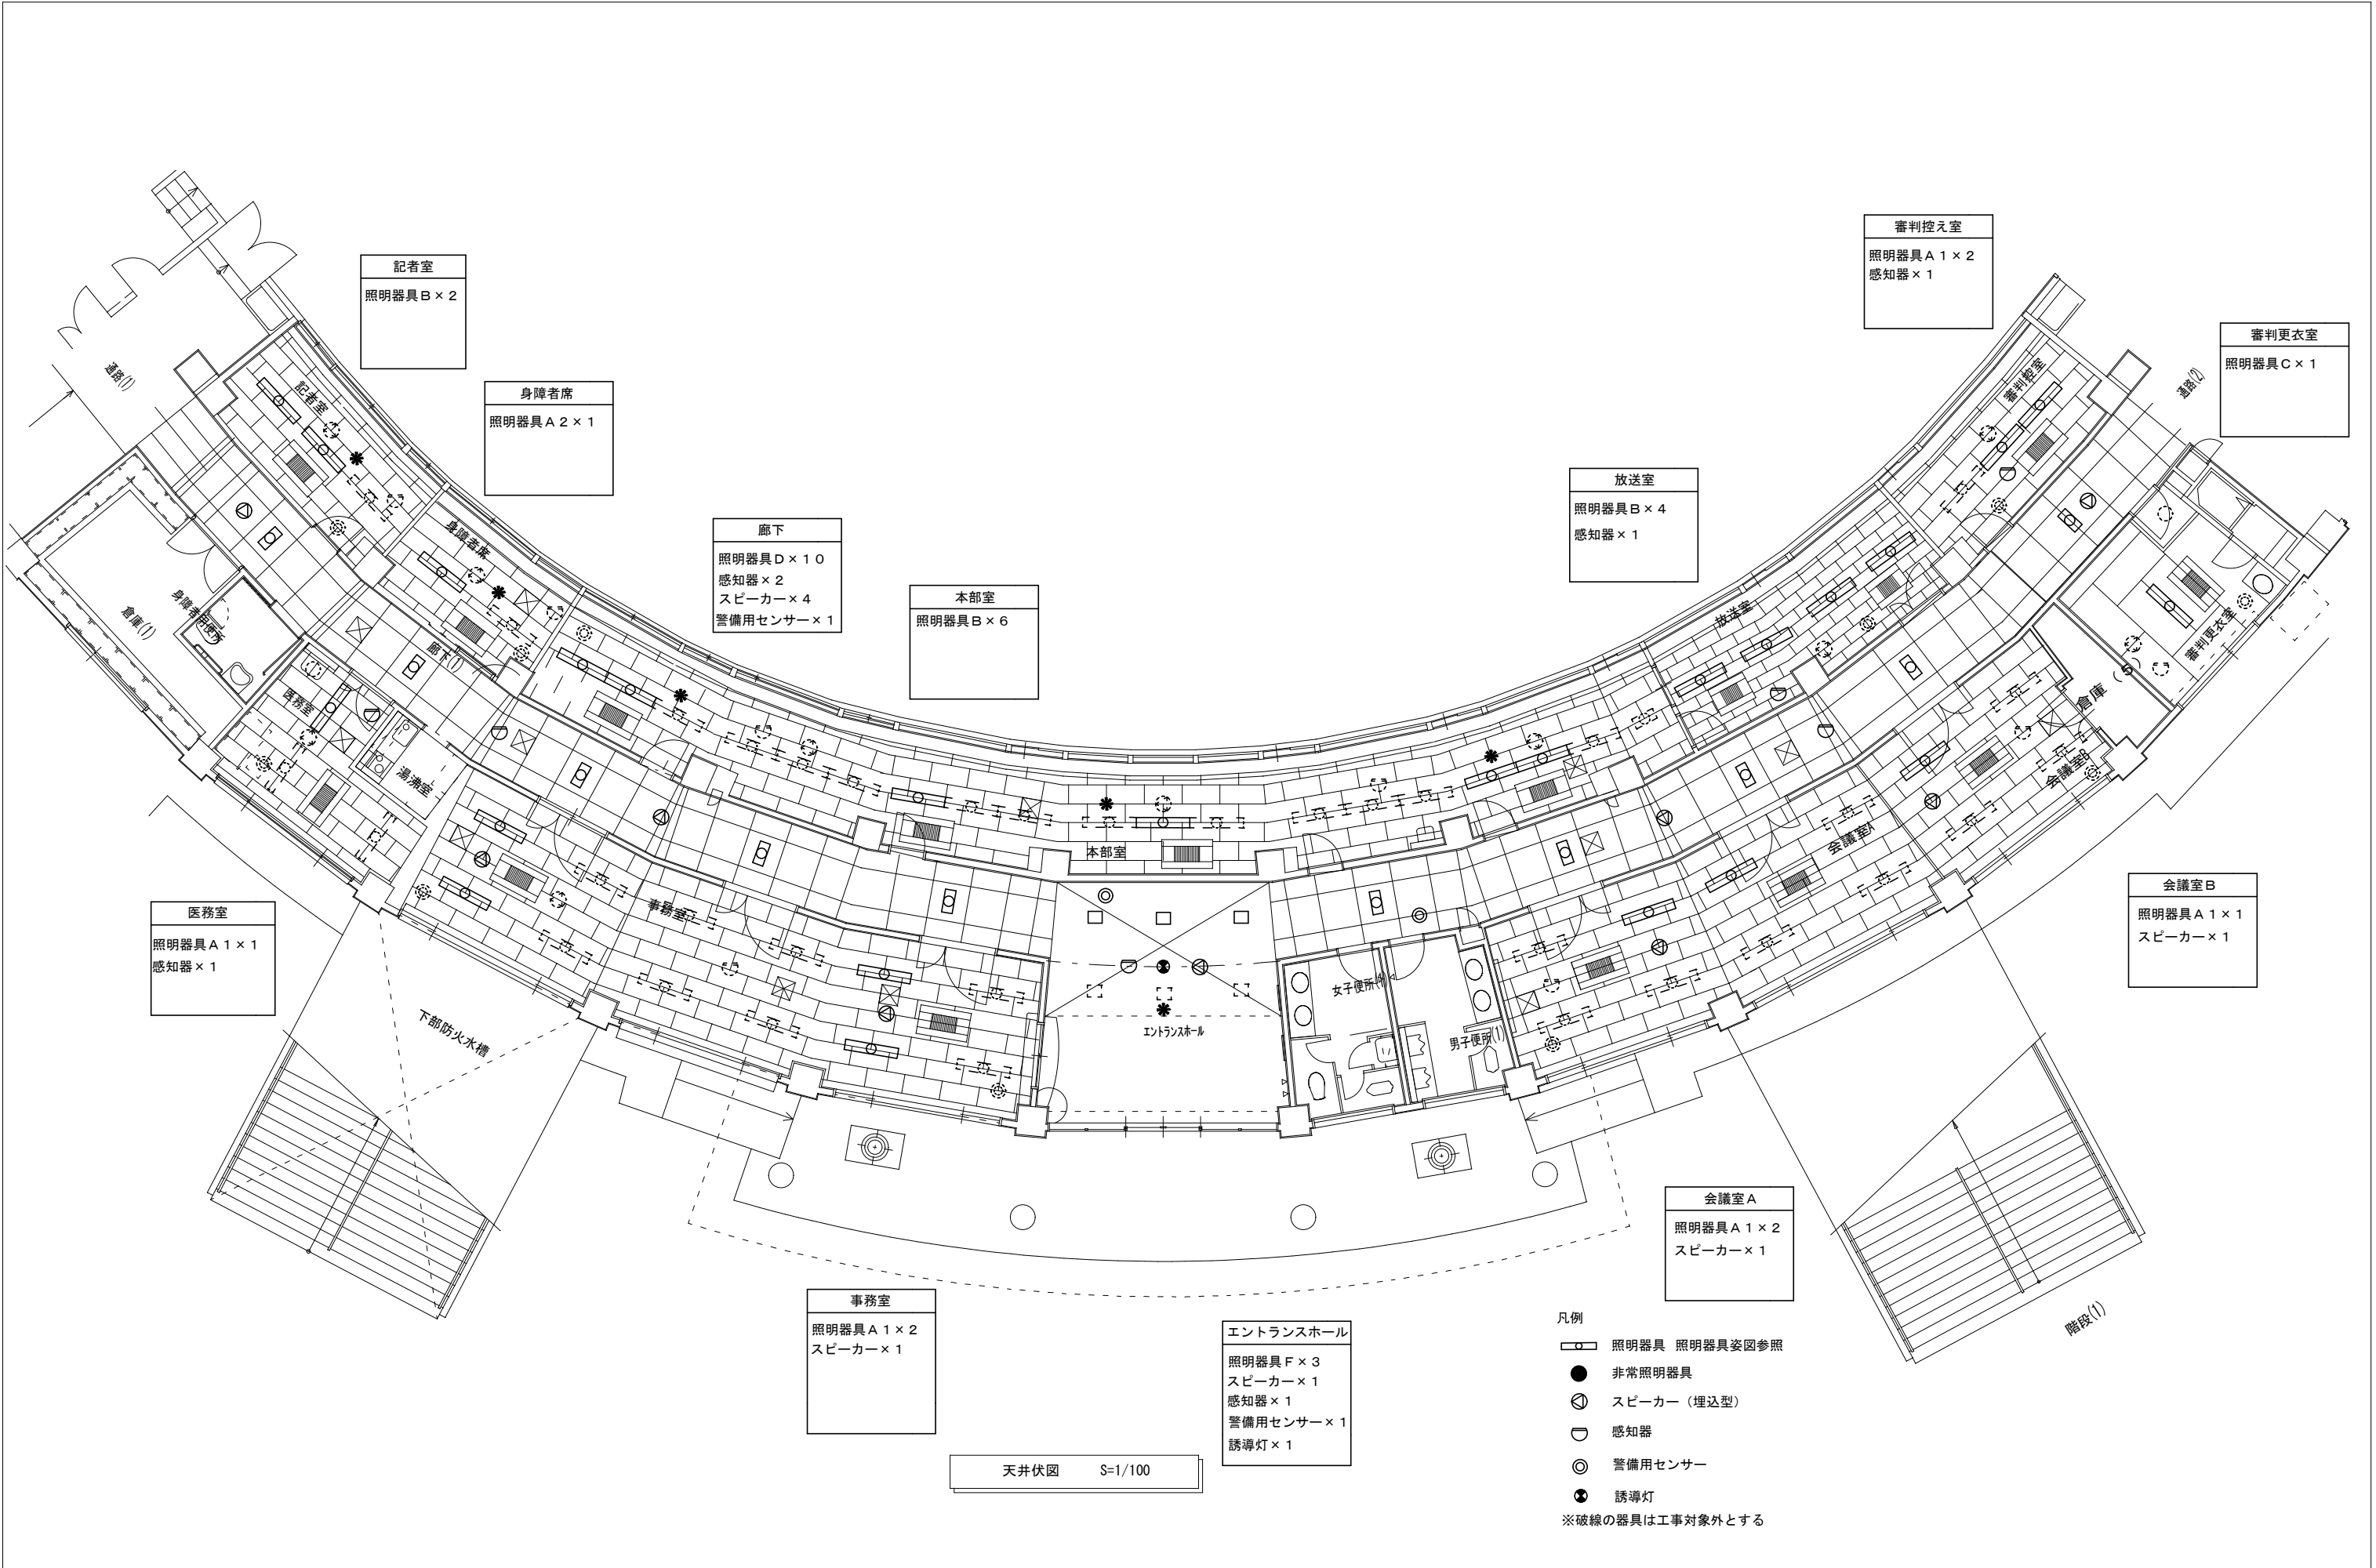 審判控え室
照明器具Ａ１×２
感知器×１
記者室
照明器具Ｂ×２
審判更衣室
照明器具Ｃ×１
身障者席
照明器具Ａ２×１
放送室
照明器具Ｂ×４
感知器×１
廊下
照明器具Ｄ×１０
感知器×２
スピーカー×４
警備用センサー×１
本部室
照明器具Ｂ×６
通路(1)
記者室
審判控室
通路(2)
身障者席
倉庫(1)
身障者用便所
廊下(1)
放送室
審判更衣室
倉庫（５）
医務室
湯沸室
会議室B
会議室A
本部室
事務室
女子便所(1)
男子便所(1)
エントランスホール
下部防火水槽
階段(1)
医務室
照明器具Ａ１×１
感知器×１
会議室Ｂ
照明器具Ａ１×１
スピーカー×１
会議室Ａ
照明器具Ａ１×２
スピーカー×１
事務室
照明器具Ａ１×２
スピーカー×１
エントランスホール
照明器具Ｆ×３
スピーカー×１
感知器×１
警備用センサー×１
誘導灯×１
凡例
照明器具　照明器具姿図参照
非常照明器具
スピーカー（埋込型）
感知器
警備用センサー
誘導灯
※破線の器具は工事対象外とする
天井伏図　S=1/100